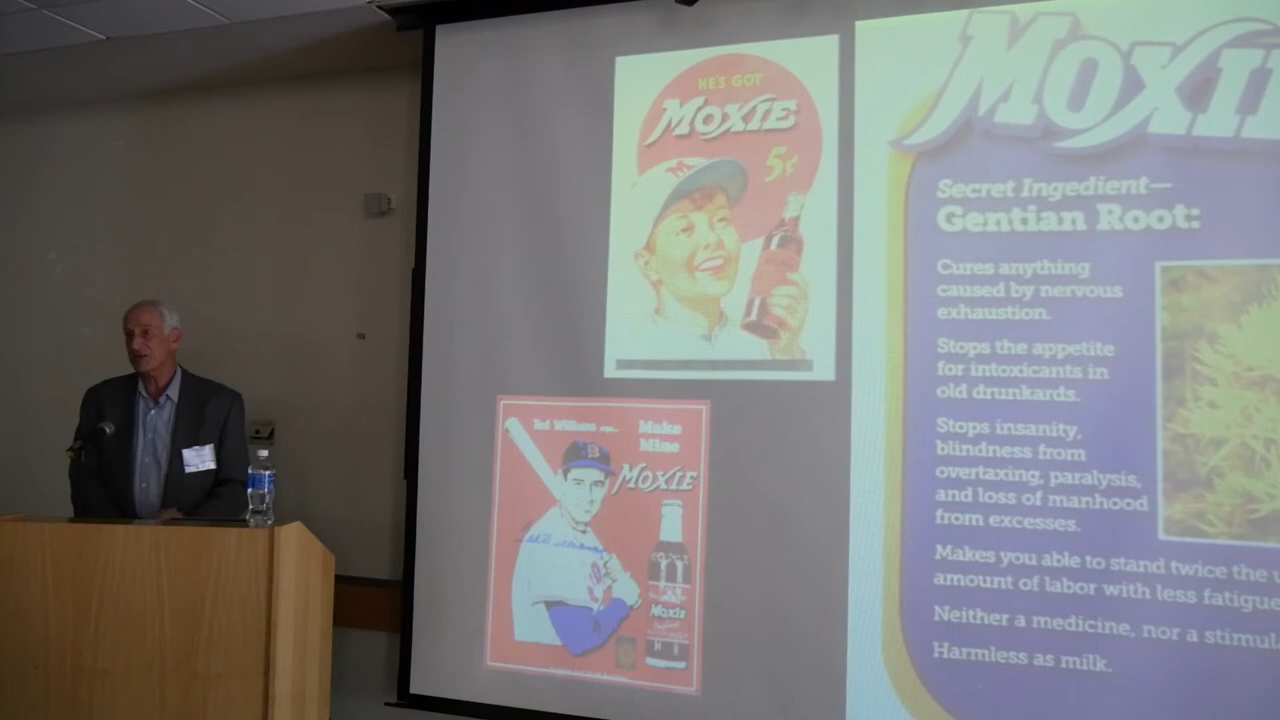 HE'S GOT
MOXIE
5¢
Ted Williams says
Make
Mine
MOXIE
MOXIE
MOXI
Secret Ingredient—
Gentian Root:
Cures anything
caused by nervous
exhaustion.
Stops the appetite
for intoxicants in
old drunkards.
Stops insanity,
blindness from
overtaxing, paralysis,
and loss of manhood
from excesses.
Makes you able to stand twice the
amount of labor with less fatigue
Neither a medicine, nor a stimul
Harmless as milk.